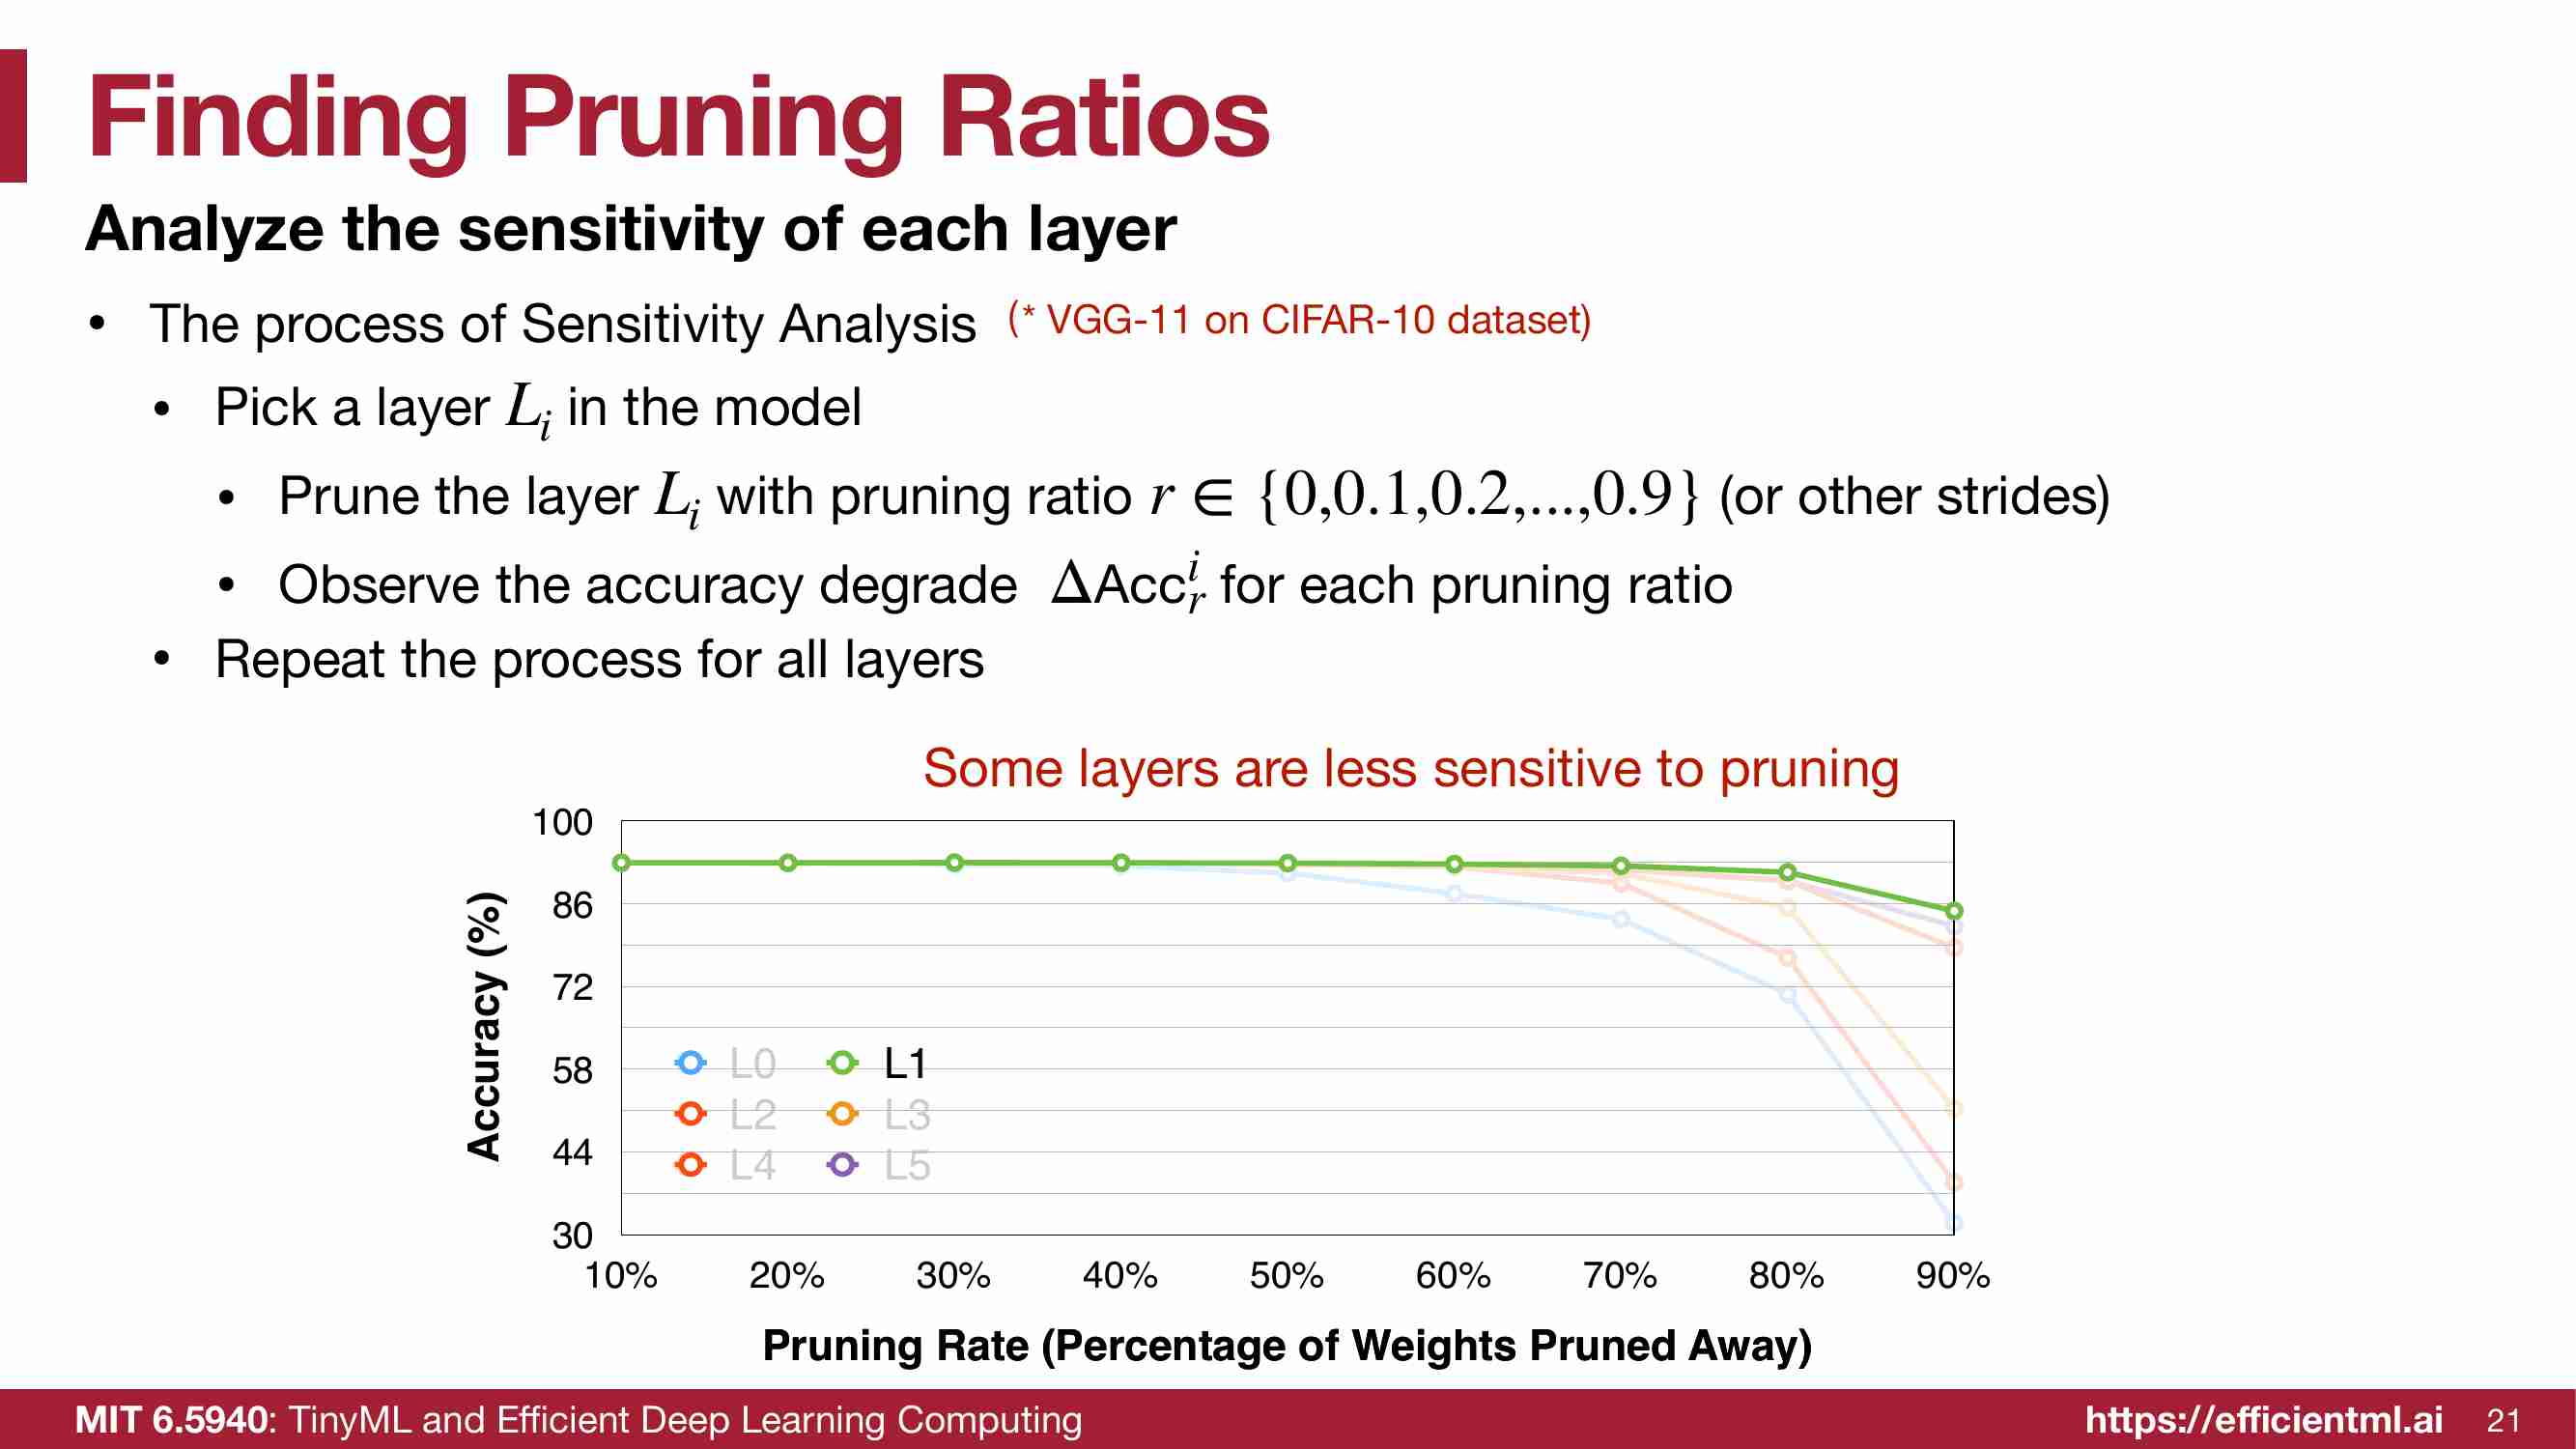 Finding Pruning Ratios
Analyze the sensitivity of each layer
• The process of Sensitivity Analysis (* VGG-11 on CIFAR-10 dataset)
• Pick a layer $L_i$ in the model
• Prune the layer $L_i$ with pruning ratio $r \in \{0,0.1,0.2,...,0.9\}$ (or other strides)
• Observe the accuracy degrade $\Delta \text{Acc}_r^i$ for each pruning ratio
• Repeat the process for all layers
Some layers are less sensitive to pruning
100
86
72
58
44
30
Accuracy (%)
L0 L1
L2 L3
L4 L5
10% 20% 30% 40% 50% 60% 70% 80% 90%
Pruning Rate (Percentage of Weights Pruned Away)
MIT 6.5940: TinyML and Efficient Deep Learning Computing https://efficientml.ai 21